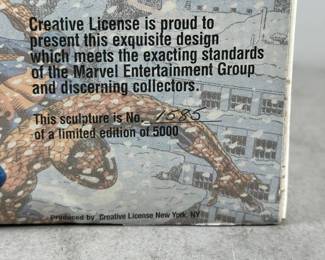 Creative License is proud to
present this exquisite design
which meets the exacting standards
of the Marvel Entertainment Group
and discerning collectors.
This sculpture is No. 1085
of a limited edition of 5000
Produced by Creative License New York, NY